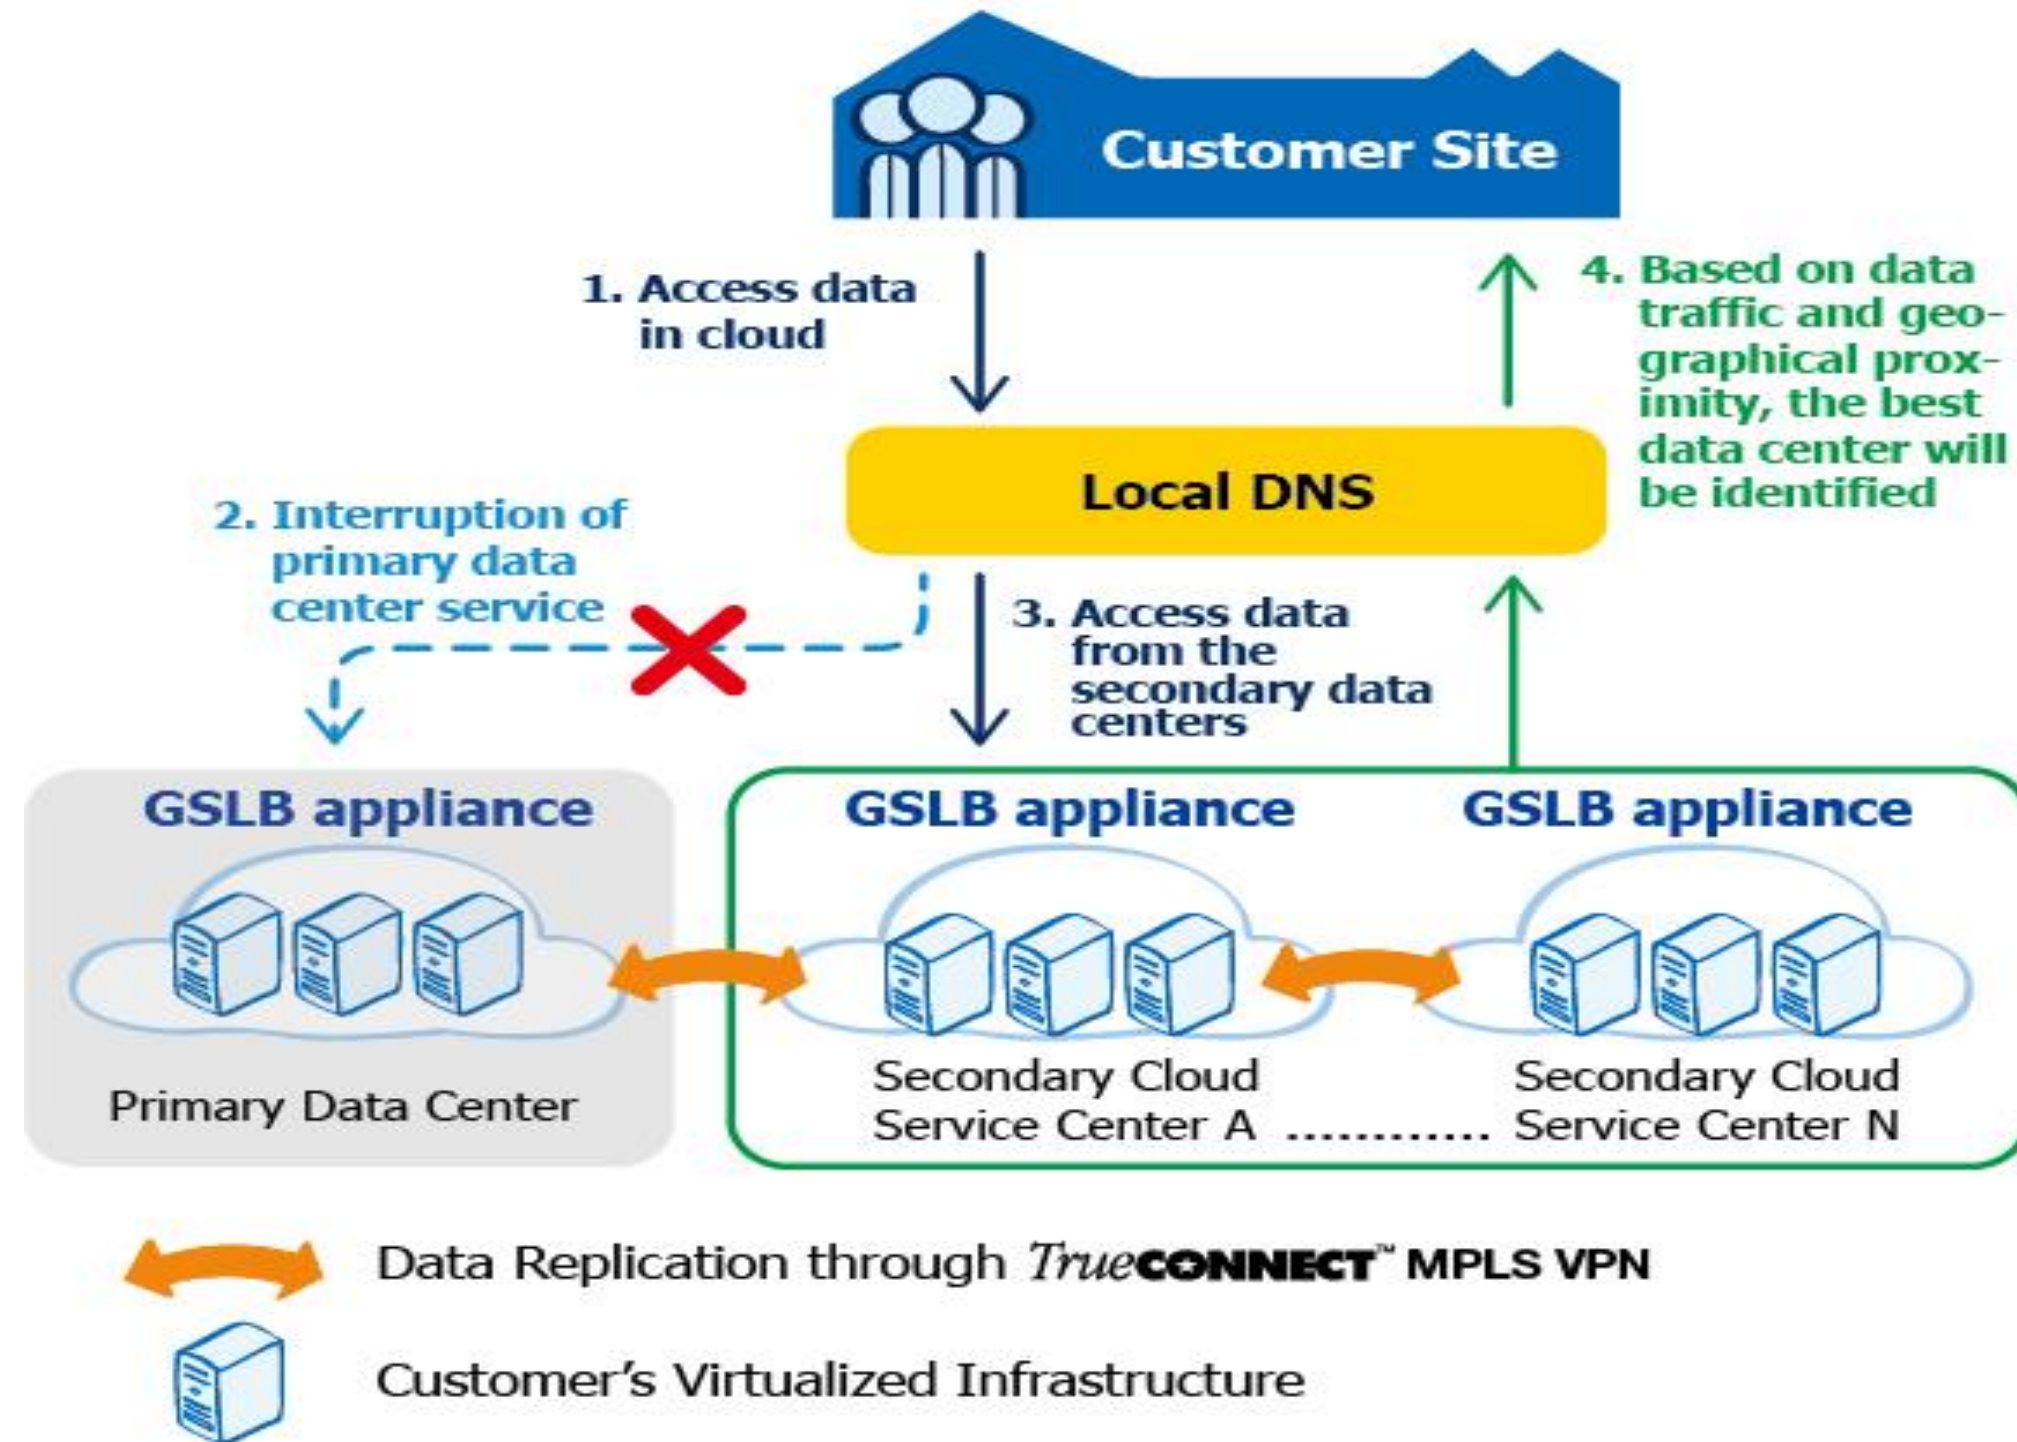 Customer Site
1. Access data
in cloud
4. Based on data
traffic and geo-
graphical prox-
imity, the best
data center will
be identified
Local DNS
2. Interruption of
primary data
center service
3. Access data
from the
secondary data
centers
GSLB appliance
GSLB appliance
GSLB appliance
Primary Data Center
Secondary Cloud
Service Center A ............
Secondary Cloud
Service Center N
Data Replication through TrueCONNECT™ MPLS VPN
Customer's Virtualized Infrastructure